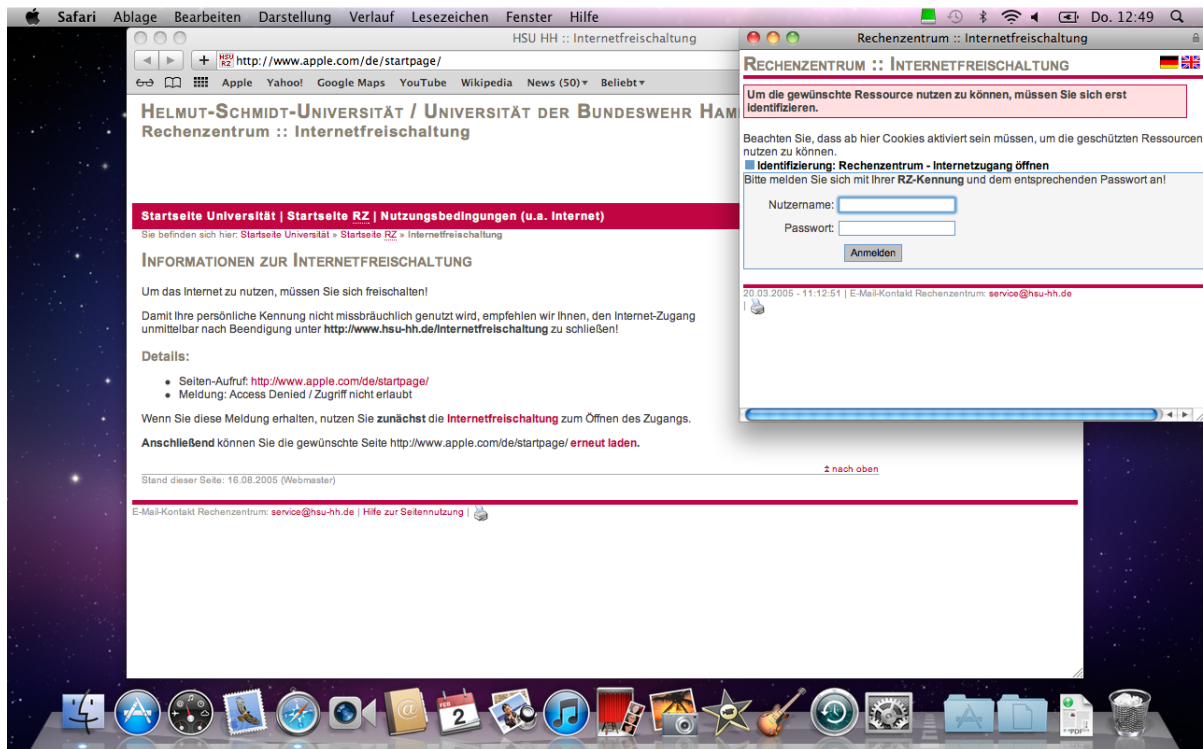 Safari Ablage Bearbeiten Darstellung Verlauf Lesezeichen Fenster Hilfe
Do. 12:49
HSU HH :: Internetfreischaltung
HSU RZ http://www.apple.com/de/startpage/
Apple Yahoo! Google Maps YouTube Wikipedia News (50) Beliebt
HELMUT-SCHMIDT-UNIVERSITÄT / UNIVERSITÄT DER BUNDESWEHR HAM
Rechenzentrum :: Internetfreischaltung
Startseite Universität | Startseite RZ | Nutzungsbedingungen (u.a. Internet)
Sie befinden sich hier: Startseite Universität » Startseite RZ » Internetfreischaltung
INFORMATIONEN ZUR INTERNETFREISCHALTUNG
Um das Internet zu nutzen, müssen Sie sich freischalten!
Damit Ihre persönliche Kennung nicht missbräuchlich genutzt wird, empfehlen wir Ihnen, den Internet-Zugang
unmittelbar nach Beendigung unter http://www.hsu-hh.de/internetfreischaltung zu schließen!
Details:
• Seiten-Aufruf: http://www.apple.com/de/startpage/
• Meldung: Access Denied / Zugriff nicht erlaubt
Wenn Sie diese Meldung erhalten, nutzen Sie zunächst die Internetfreischaltung zum Öffnen des Zugangs.
Anschließend können Sie die gewünschte Seite http://www.apple.com/de/startpage/ erneut laden.
nach oben
Stand dieser Seite: 16.08.2005 (Webmaster)
E-Mail-Kontakt Rechenzentrum: service@hsu-hh.de | Hilfe zur Seitennutzung |
Rechenzentrum :: Internetfreischaltung
RECHENZENTRUM :: INTERNETFREISCHALTUNG
Um die gewünschte Ressource nutzen zu können, müssen Sie sich erst
identifizieren.
Beachten Sie, dass ab hier Cookies aktiviert sein müssen, um die geschützten Ressourcen
nutzen zu können.
Identifizierung: Rechenzentrum - Internetzugang öffnen
Bitte melden Sie sich mit Ihrer RZ-Kennung und dem entsprechenden Passwort an!
Nutzername:
Passwort:
Anmelden
20.03.2005 - 11:12:51 | E-Mail-Kontakt Rechenzentrum: service@hsu-hh.de
|
FEB
2
PDF